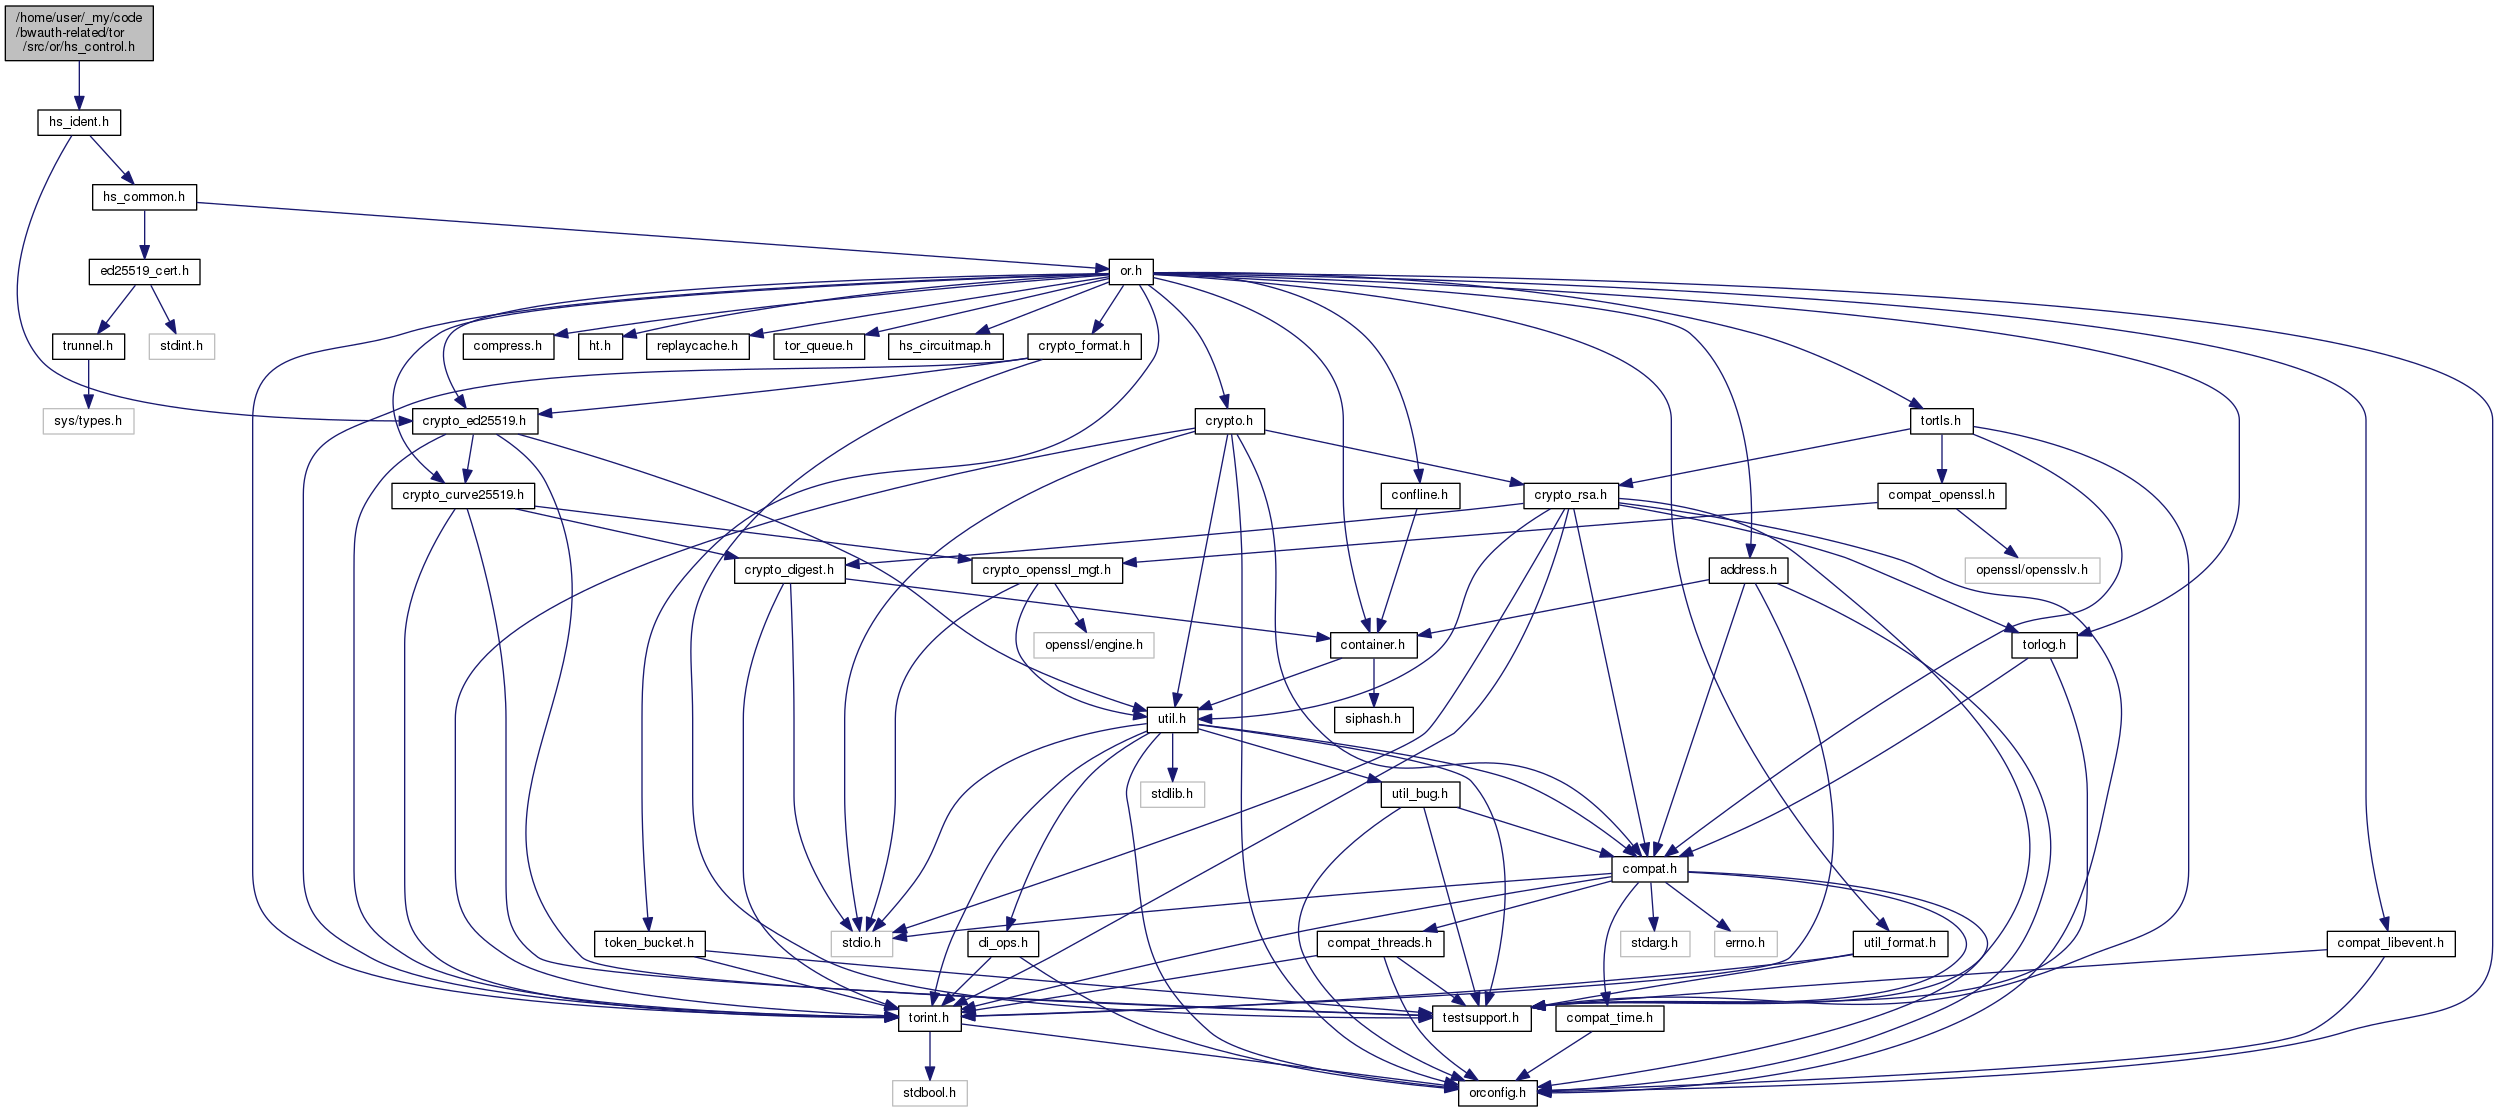 /home/user/_my/code
/bwauth-related/tor
/src/or/hs_control.h
hs_ident.h
hs_common.h
ed25519_cert.h
or.h
trunnel.h
stdint.h
compress.h
ht.h
replaycache.h
tor_queue.h
hs_circuitmap.h
crypto_format.h
sys/types.h
crypto_ed25519.h
crypto.h
tortls.h
crypto_curve25519.h
confline.h
crypto_rsa.h
compat_openssl.h
crypto_digest.h
crypto_openssl_mgt.h
address.h
openssl/opensslv.h
openssl/engine.h
container.h
torlog.h
util.h
siphash.h
stdlib.h
util_bug.h
compat.h
token_bucket.h
stdio.h
di_ops.h
compat_threads.h
stdarg.h
errno.h
util_format.h
compat_libevent.h
torint.h
testsupport.h
compat_time.h
stdbool.h
orconfig.h